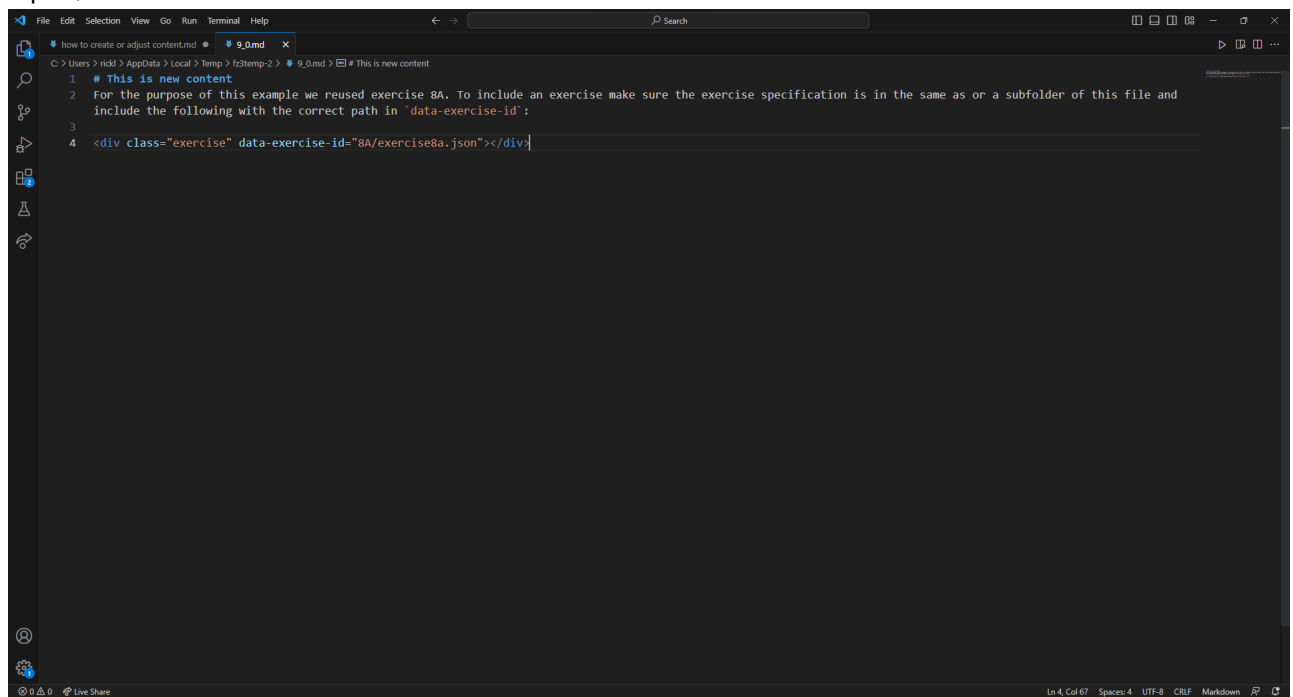 File Edit Selection View Go Run Terminal Help
Search
how to create or adjust content.md
9_0.md
C: > Users > rickl > AppData > Local > Temp > fz3temp-2 > 9_0.md > # This is new content
1 # This is new content
2 For the purpose of this example we reused exercise 8A. To include an exercise make sure the exercise specification is in the same as or a subfolder of this file and
include the following with the correct path in `data-exercise-id`:
3
4 <div class="exercise" data-exercise-id="8A/exercise8a.json"></div>
1
2
1
0 0 Live Share
Ln 4, Col 67 Spaces: 4 UTF-8 CRLF Markdown